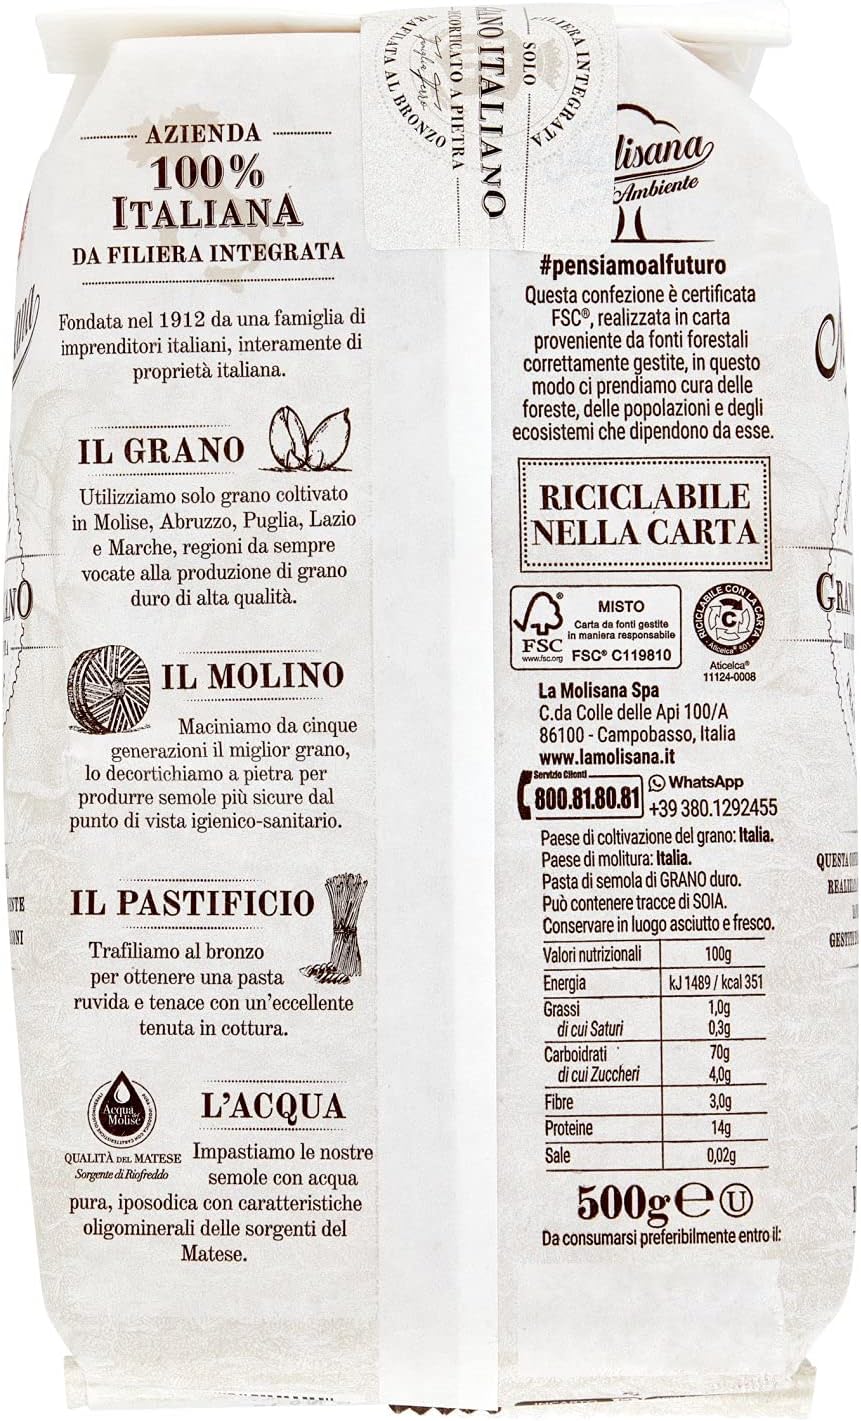 SOLO
GRANO ITALIANO
DECORTICATO A PIETRA
TRAFILATA AL BRONZO
FILIERA INTEGRATA
AZIENDA
100%
ITALIANA
DA FILIERA INTEGRATA
Fondata nel 1912 da una famiglia di
imprenditori italiani, interamente di
proprietà italiana.
IL GRANO
Utilizziamo solo grano coltivato
in Molise, Abruzzo, Puglia, Lazio
e Marche, regioni da sempre
vocate alla produzione di grano
duro di alta qualità.
IL MOLINO
Maciniamo da cinque
generazioni il miglior grano,
lo decortichiamo a pietra per
produrre semole più sicure dal
punto di vista igienico-sanitario.
IL PASTIFICIO
Trafiliamo al bronzo
per ottenere una pasta
ruvida e tenace con un'eccellente
tenuta in cottura.
Acqua del
Molise
QUALITÀ DEL MATESE
Sorgente di Riofreddo
L'ACQUA
Impastiamo le nostre
semole con acqua
pura, iposodica con caratteristiche
oligominerali delle sorgenti del
Matese.
lisana
Ambiente
#pensiamoalfuturo
Questa confezione è certificata
FSC®, realizzata in carta
proveniente da fonti forestali
correttamente gestite, in questo
modo ci prendiamo cura delle
foreste, delle popolazioni e degli
ecosistemi che dipendono da esse.
RICICLABILE
NELLA CARTA
FSC
www.fsc.org
MISTO
Carta da fonti gestite
in maniera responsabile
FSC® C119810
RICICLABILE CON LA CARTA
C
Aticelca® 501
Aticelca®
11124-0008
La Molisana Spa
C.da Colle delle Api 100/A
86100 - Campobasso, Italia
www.lamolisana.it
Servizio Clienti
800.81.80.81
WhatsApp
+39 380.1292455
Paese di coltivazione del grano: Italia.
Paese di molitura: Italia.
Pasta di semola di GRANO duro.
Può contenere tracce di SOIA.
Conservare in luogo asciutto e fresco.
Valori nutrizionali 100g
Energia kJ 1489 / kcal 351
Grassi 1,0g
di cui Saturi 0,3g
Carboidrati 70g
di cui Zuccheri 4,0g
Fibre 3,0g
Proteine 14g
Sale 0,02g
500g e U
Da consumarsi preferibilmente entro il: